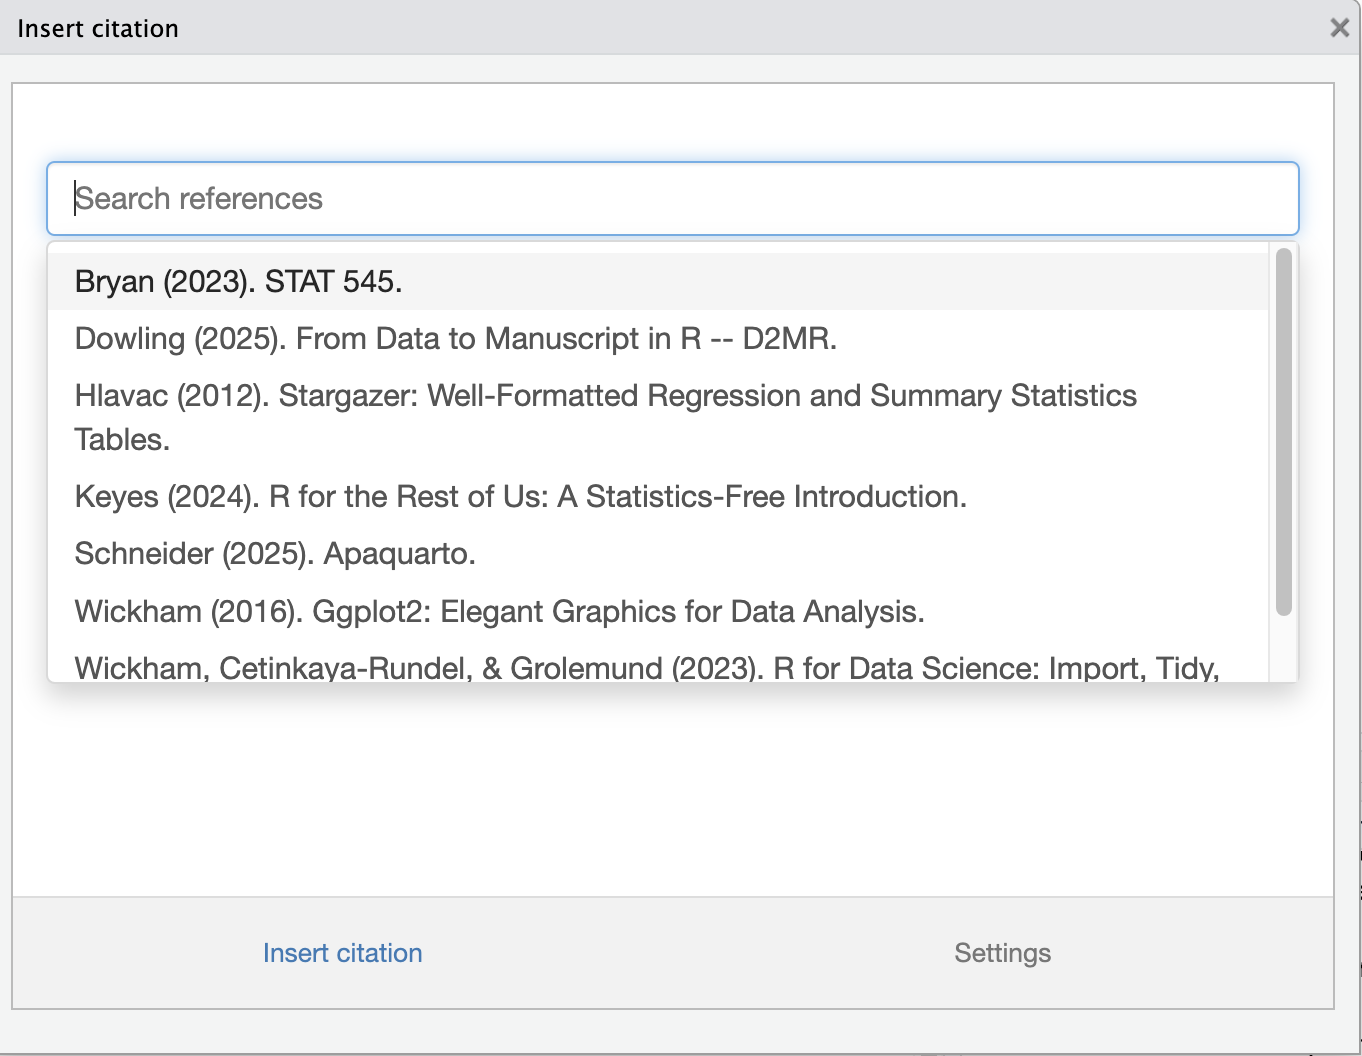 Insert citation
Search references
Bryan (2023). STAT 545.
Dowling (2025). From Data to Manuscript in R -- D2MR.
Hlavac (2012). Stargazer: Well-Formatted Regression and Summary Statistics
Tables.
Keyes (2024). R for the Rest of Us: A Statistics-Free Introduction.
Schneider (2025). Apaquarto.
Wickham (2016). Ggplot2: Elegant Graphics for Data Analysis.
Wickham, Cetinkaya-Rundel, & Grolemund (2023). R for Data Science: Import, Tidy,
Insert citation
Settings